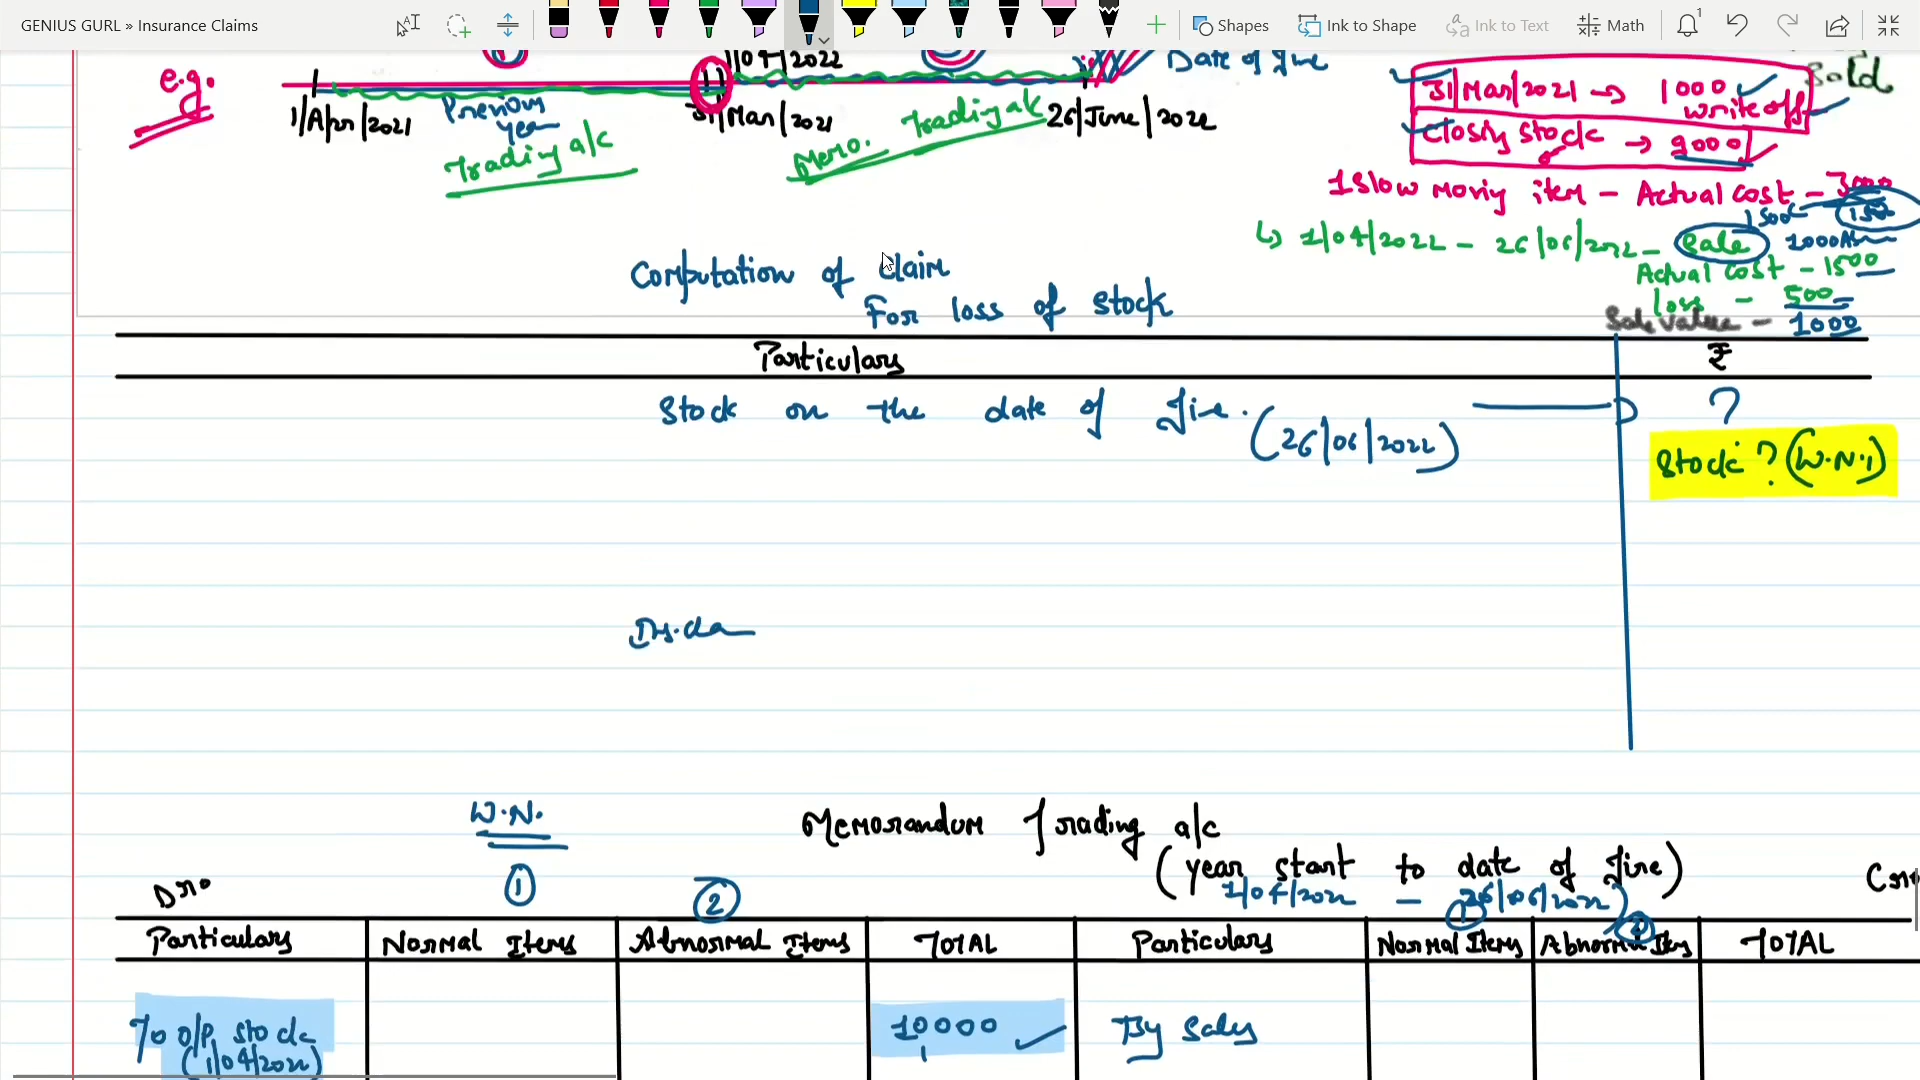 GENIUS GURL » Insurance Claims
Shapes Ink to Shape Ink to Text Math
e.g.
1/Apr/2021
Previous
year
Trading a/c
1/04/2022
31/Mar/2021
Memo. Trading a/c
26/June/2022
Date of fire
Sold
31/Mar/2021 → 1000
write off
Closing stock → 9000
1 Slow moving item - Actual cost - 3000
1500
↳ 1/04/2022 - 26/06/2022 - Sale 1000
Actual cost - 1500
loss - 500
Sale value - 1000
Computation of claim
For loss of stock
Particulars ₹
Stock on the date of fire. ?
(26/06/2022)
Stock ? (W.N.1)
Ins. cla
W.N.
Memorandum Trading a/c
(year start to date of fire)
1/04/2022 - 26/06/2022
Dr.
1 2 1 2
Particulars Normal Items Abnormal Items TOTAL Particulars Normal Items Abnormal Items TOTAL
To o/p stock 10000 By Sales
(1/04/2022)